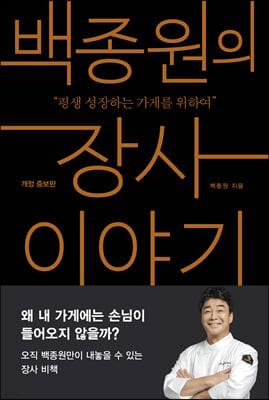 백종원의
"평생 성장하는 가게를 위하여"
장사
개정 증보판
백종원 지음
이야기
왜 내 가게에는 손님이
들어오지 않을까?
오직 백종원만이 내놓을 수 있는
장사 비책